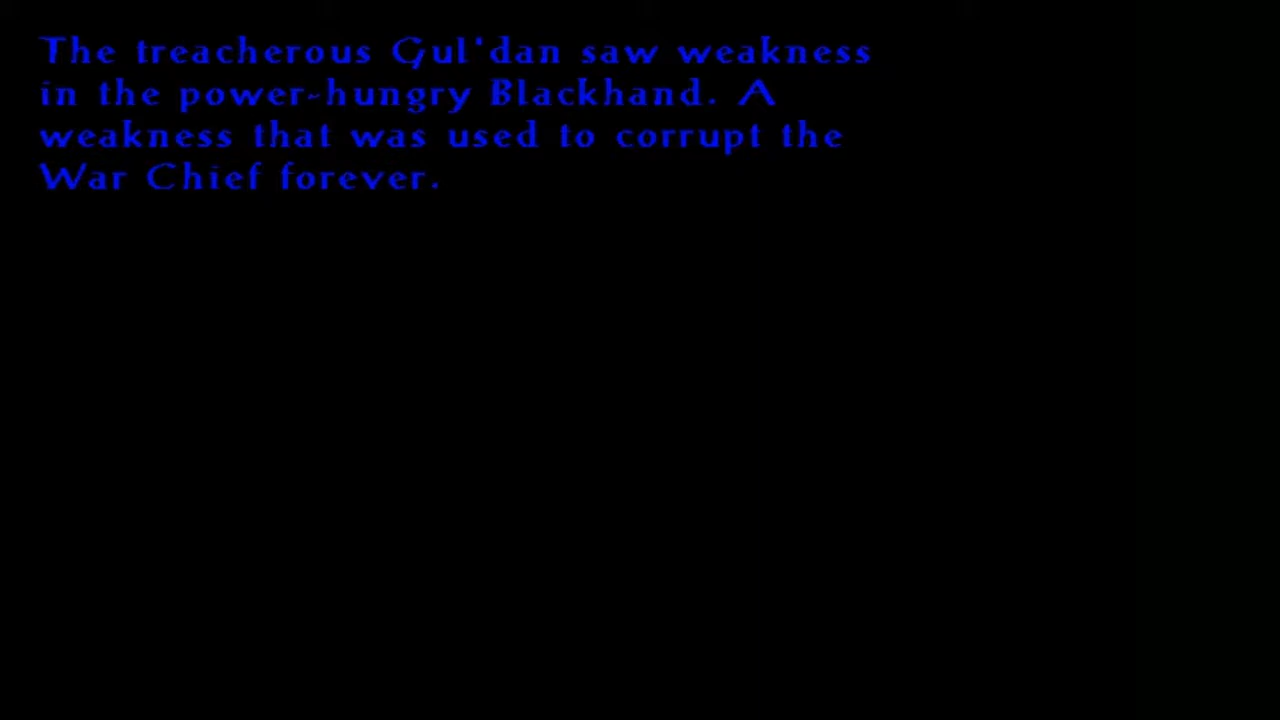 The treacherous Gul'dan saw weakness
in the power-hungry Blackhand. A
weakness that was used to corrupt the
War Chief forever.